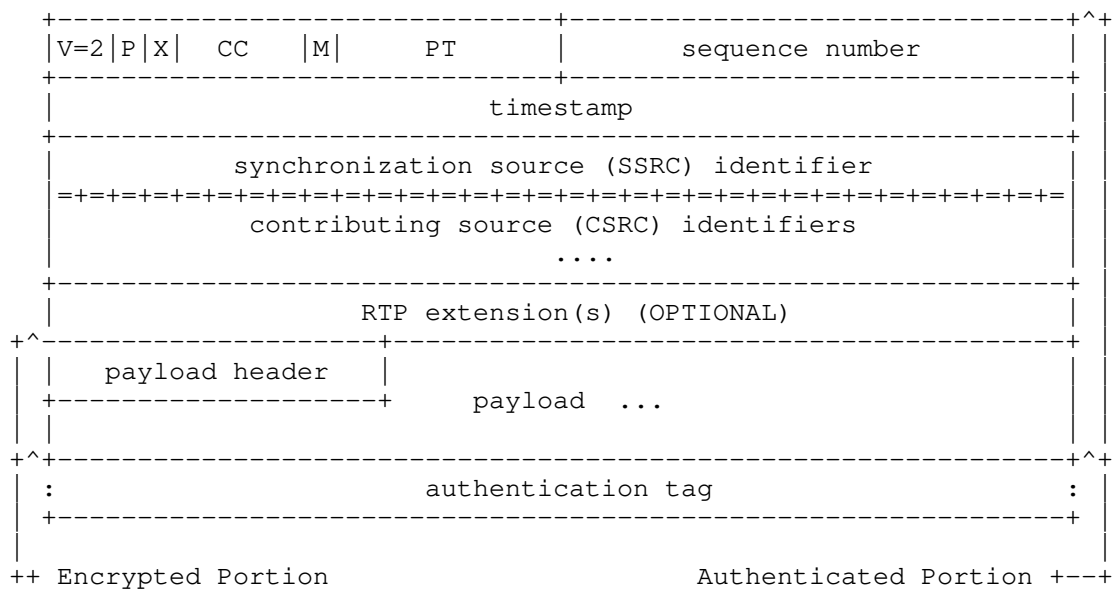 V=2 P X CC M PT sequence number
timestamp
synchronization source (SSRC) identifier
contributing source (CSRC) identifiers
....
RTP extension(s) (OPTIONAL)
payload header
payload ...
authentication tag
Encrypted Portion Authenticated Portion